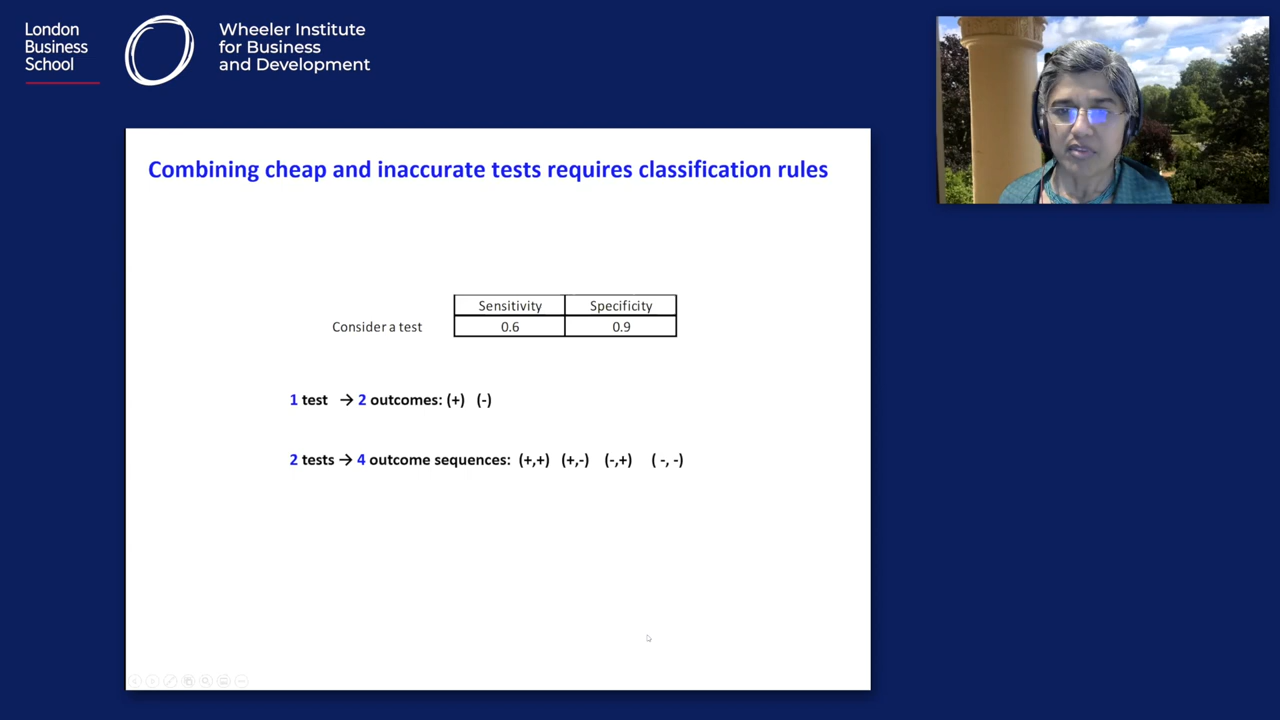 London
Business
School
Wheeler Institute
for Business
and Development
Combining cheap and inaccurate tests requires classification rules
Sensitivity Specificity
Consider a test 0.6 0.9
1 test → 2 outcomes: (+) (-)
2 tests → 4 outcome sequences: (+,+) (+,-) (-,+) ( -, -)